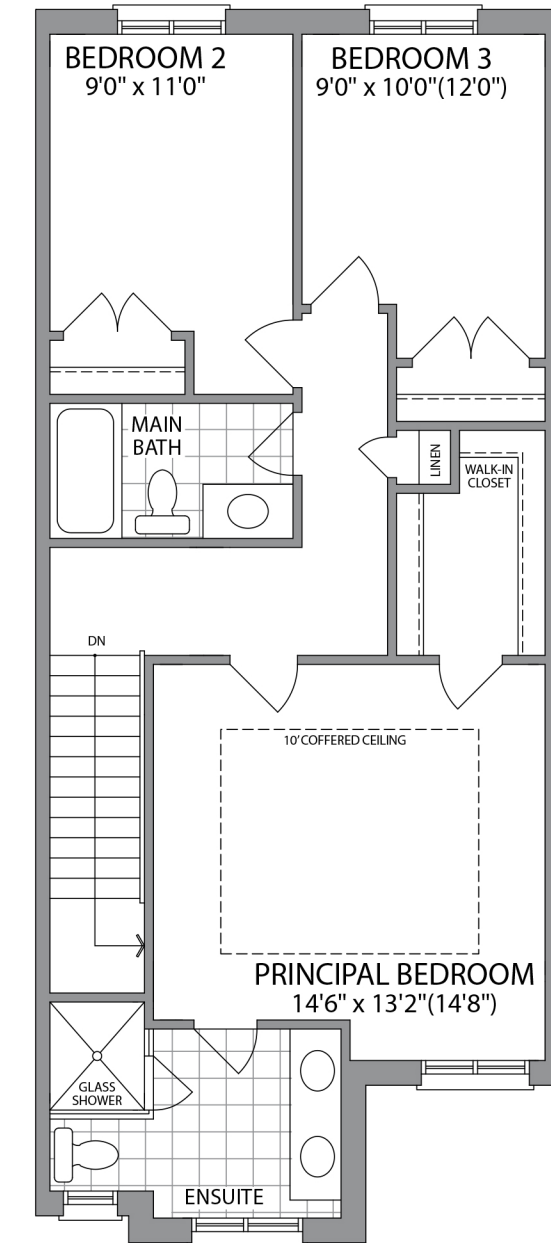 BEDROOM 2
9'0" x 11'0"
BEDROOM 3
9'0" x 10'0"(12'0")
MAIN
BATH
LINEN
WALK-IN
CLOSET
DN
10' COFFERED CEILING
PRINCIPAL BEDROOM
14'6" x 13'2"(14'8")
GLASS
SHOWER
ENSUITE